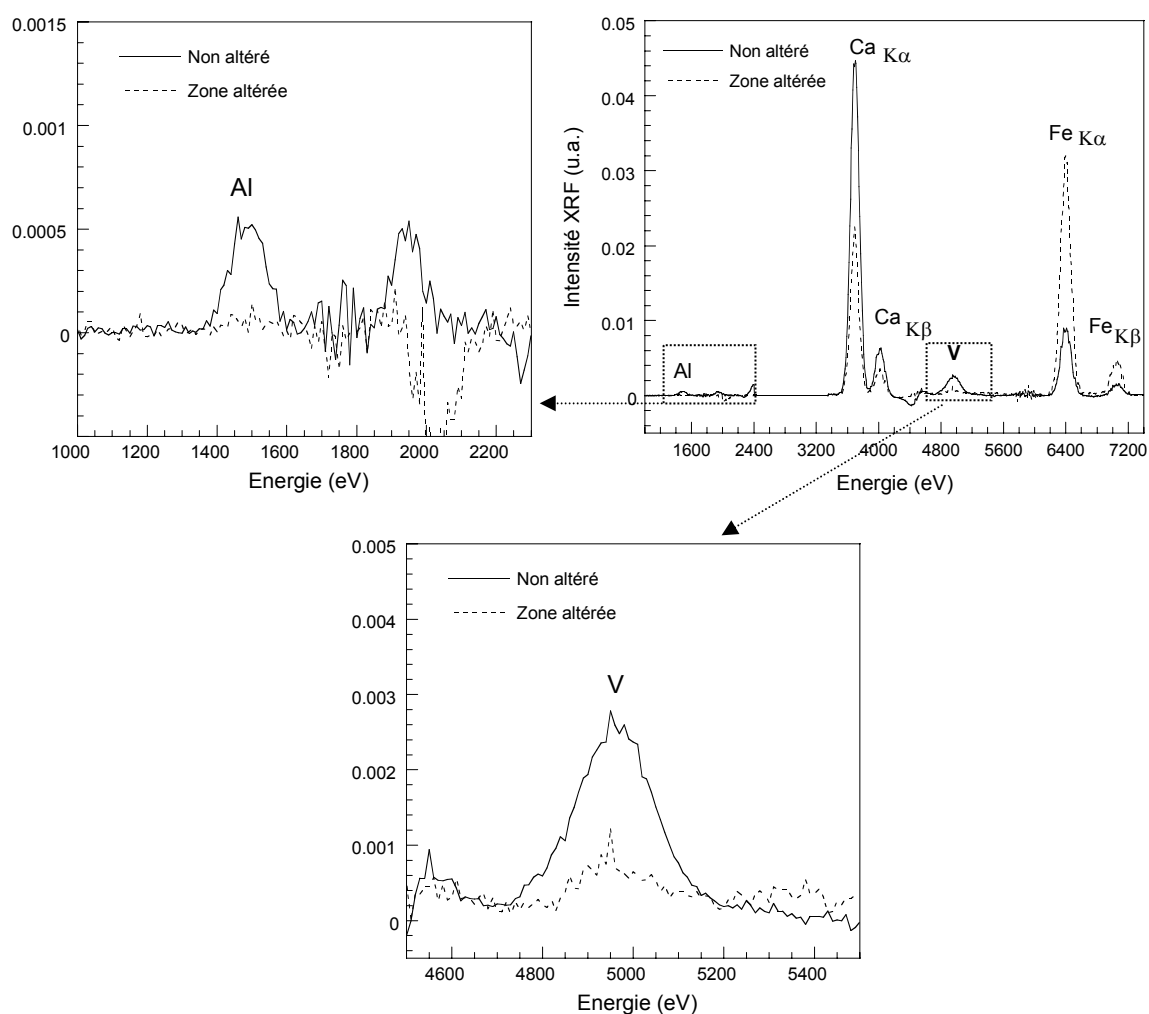 0.0015
Non altéré
Zone altérée
0.001
Al
0.0005
0
1000 1200 1400 1600 1800 2000 2200
Energie (eV)
0.05
Non altéré
Zone altérée
Ca Kα
0.04
Fe Kα
0.03
Intensité XRF (u.a.)
0.02
0.01
Ca Kβ
Fe Kβ
V
Al
0
1600 2400 3200 4000 4800 5600 6400 7200
Energie (eV)
0.005
Non altéré
Zone altérée
0.004
V
0.003
0.002
0.001
0
4600 4800 5000 5200 5400
Energie (eV)